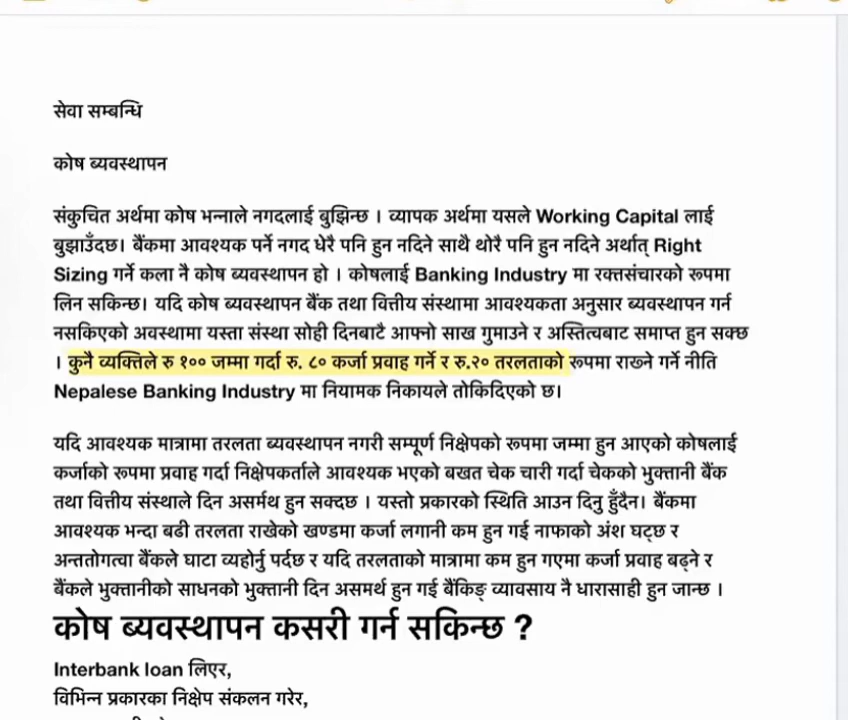 सेवा सम्बन्धि
कोष ब्यवस्थापन
संकुचित अर्थमा कोष भन्नाले नगदलाई बुझिन्छ । व्यापक अर्थमा यसले Working Capital लाई
बुझाउँदछ। बैंकमा आवश्यक पर्ने नगद धेरै पनि हुन नदिने साथै थोरै पनि हुन नदिने अर्थात् Right
Sizing गर्ने कला नै कोष ब्यवस्थापन हो । कोषलाई Banking Industry मा रक्तसंचारको रूपमा
लिन सकिन्छ। यदि कोष ब्यवस्थापन बैंक तथा वित्तीय संस्थामा आवश्यकता अनुसार ब्यवस्थापन गर्न
नसकिएको अवस्थामा यस्ता संस्था सोही दिनबाटै आफ्नो साख गुमाउने र अस्तित्वबाट समाप्त हुन सक्छ
। कुनै व्यक्तिले रु १०० जम्मा गर्दा रु. ८० कर्जा प्रवाह गर्ने र रु.२० तरलताको रूपमा राख्ने गर्ने नीति
Nepalese Banking Industry मा नियामक निकायले तोकिदिएको छ।
यदि आवश्यक मात्रामा तरलता ब्यवस्थापन नगरी सम्पूर्ण निक्षेपको रूपमा जम्मा हुन आएको कोषलाई
कर्जाको रूपमा प्रवाह गर्दा निक्षेपकर्ताले आवश्यक भएको बखत चेक चारी गर्दा चेकको भुक्तानी बैंक
तथा वित्तीय संस्थाले दिन असर्मथ हुन सक्दछ । यस्तो प्रकारको स्थिति आउन दिनु हुँदैन। बैंकमा
आवश्यक भन्दा बढी तरलता राखेको खण्डमा कर्जा लगानी कम हुन गई नाफाको अंश घट्छ र
अन्ततोगत्वा बैंकले घाटा व्यहोर्नु पर्दछ र यदि तरलताको मात्रामा कम हुन गएमा कर्जा प्रवाह बढ्ने र
बैंकले भुक्तानीको साधनको भुक्तानी दिन असमर्थ हुन गई बैंकिङ्ग व्यावसाय नै धारासाही हुन जान्छ ।
कोष ब्यवस्थापन कसरी गर्न सकिन्छ ?
Interbank loan लिएर,
विभिन्न प्रकारका निक्षेप संकलन गरेर,